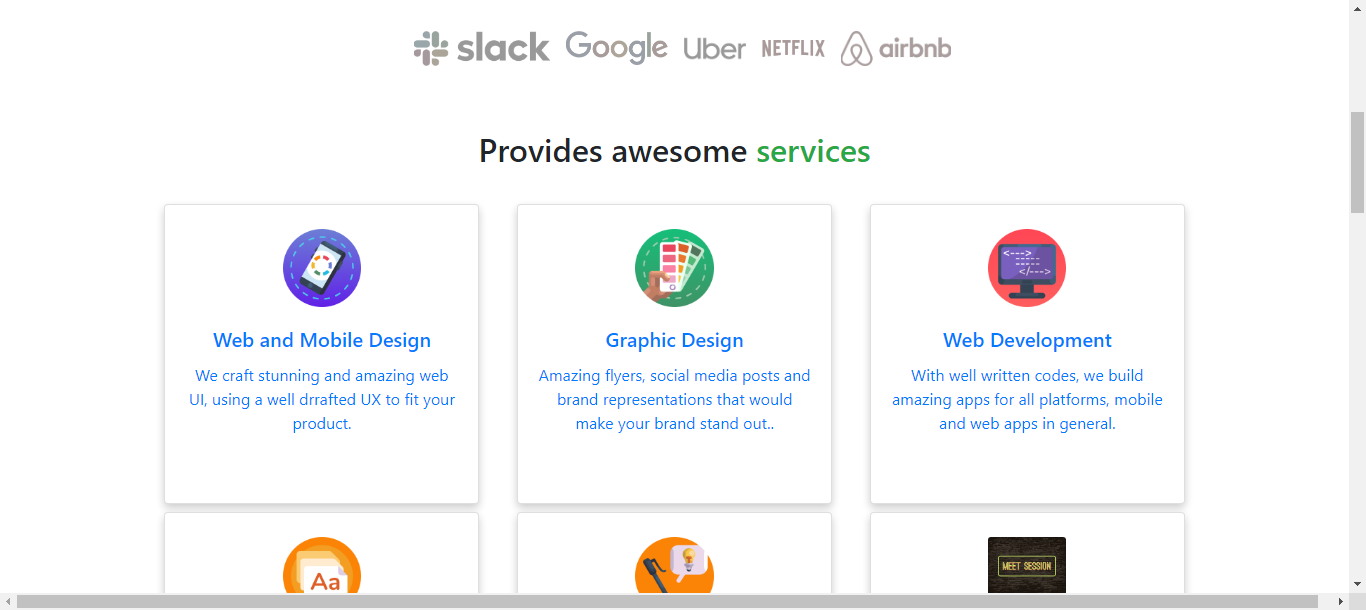 slack Google Uber NETFLIX airbnb
Provides awesome services
<---> 
</--->
Web and Mobile Design
We craft stunning and amazing web
UI, using a well drrafted UX to fit your
product.
Graphic Design
Amazing flyers, social media posts and
brand representations that would
make your brand stand out..
Web Development
With well written codes, we build
amazing apps for all platforms, mobile
and web apps in general.
Aa
MEET SESSION